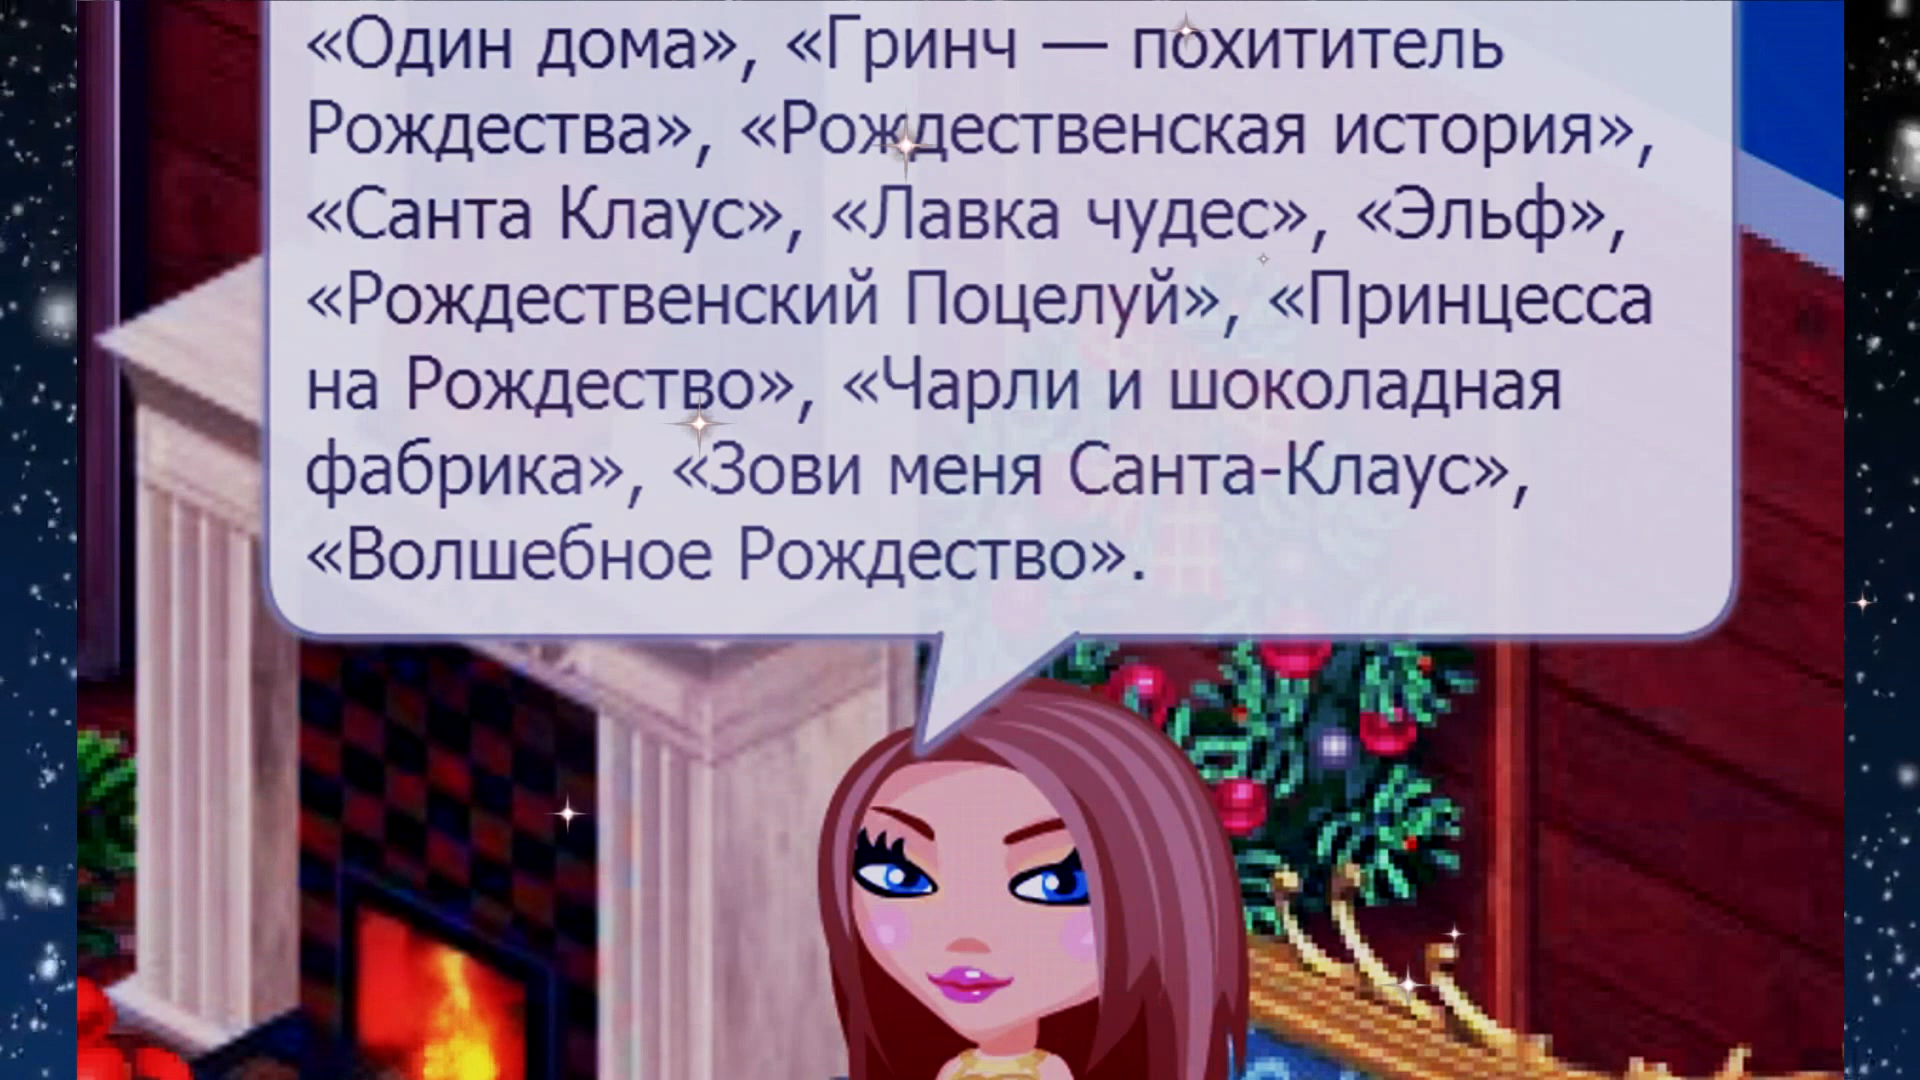 «Один дома», «Гринч — похититель
Рождества», «Рождественская история»,
«Санта Клаус», «Лавка чудес», «Эльф»,
«Рождественский Поцелуй», «Принцесса
на Рождество», «Чарли и шоколадная
фабрика», «Зови меня Санта-Клаус»,
«Волшебное Рождество».